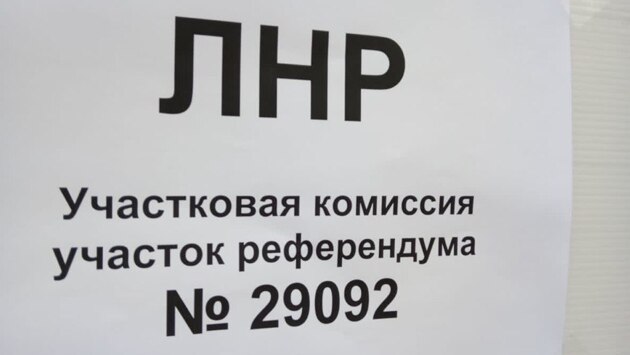 ЛНР
Участковая комиссия
участок референдума
№ 29092